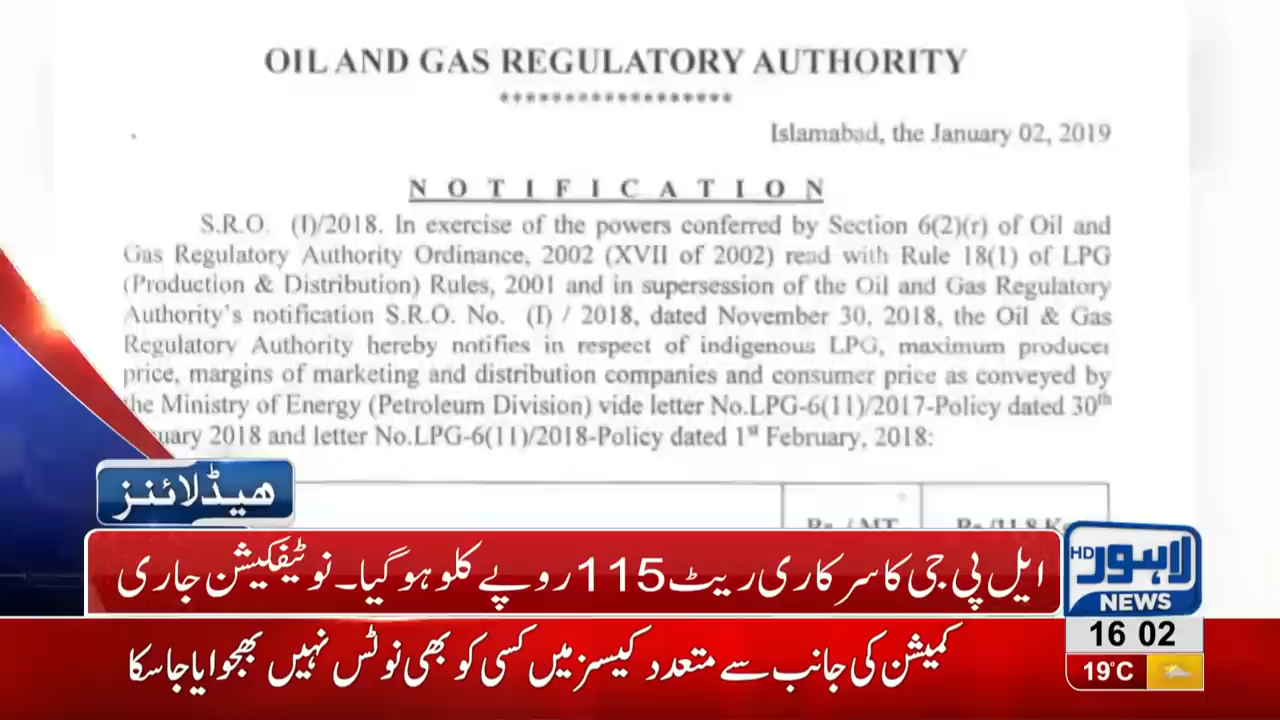 OIL AND GAS REGULATORY AUTHORITY
******************
Islamabad, the January 02, 2019
NOTIFICATION
S.R.O. (I)/2018. In exercise of the powers conferred by Section 6(2)(r) of Oil and
Gas Regulatory Authority Ordinance, 2002 (XVII of 2002) read with Rule 18(1) of LPG
(Production & Distribution) Rules, 2001 and in supersession of the Oil and Gas Regulatory
Authority's notification S.R.O. No. (I) / 2018, dated November 30, 2018, the Oil & Gas
Regulatory Authority hereby notifies in respect of indigenous LPG, maximum producer
price, margins of marketing and distribution companies and consumer price as conveyed by
the Ministry of Energy (Petroleum Division) vide letter No.LPG-6(11)/2017-Policy dated 30th
2018 and letter No.LPG-6(11)/2018-Policy dated 1st February, 2018:
ہیڈلائنز
ایل پی جی کا سرکاری ریٹ 115 روپے کلو ہوگیا۔ نوٹیفکیشن جاری
کمیشن کی جانب سے متعدد کیسز میں کسی کو بھی نوٹس نہیں بھجوایا جاسکا
HD لاہور
NEWS
16 02
19°C